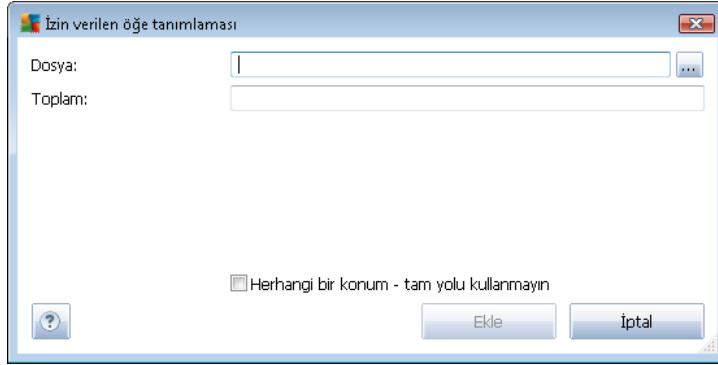 İzin verilen öğe tanımlaması
Dosya:
...
Toplam:
Herhangi bir konum - tam yolu kullanmayın
?
Ekle
İptal